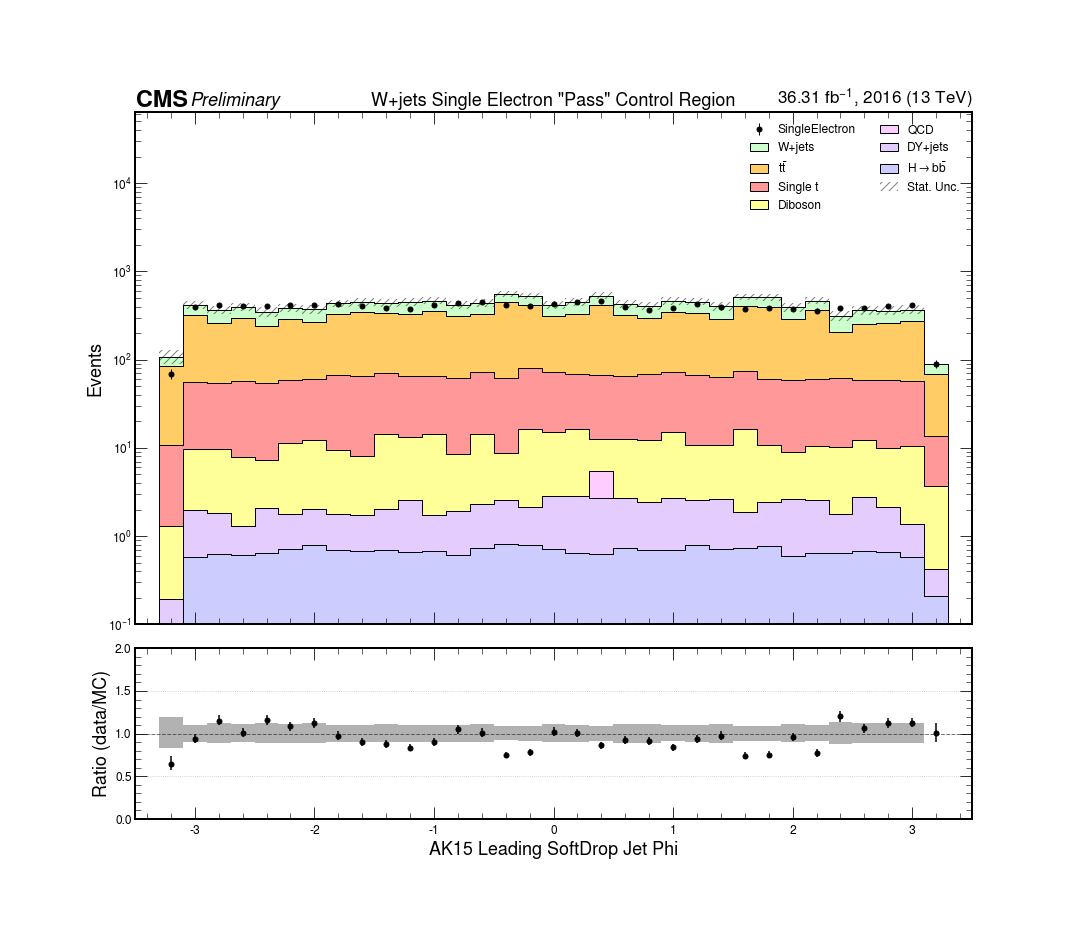 CMS Preliminary W+jets Single Electron "Pass" Control Region 36.31 fb⁻¹, 2016 (13 TeV)
SingleElectron QCD
W+jets DY+jets
tt̄ H→bb̄
Single t Stat. Unc.
Diboson
Events
10⁴
10³
10²
10¹
10⁰
10⁻¹
Ratio (data/MC)
2.0
1.5
1.0
0.5
0.0
-3 -2 -1 0 1 2 3
AK15 Leading SoftDrop Jet Phi